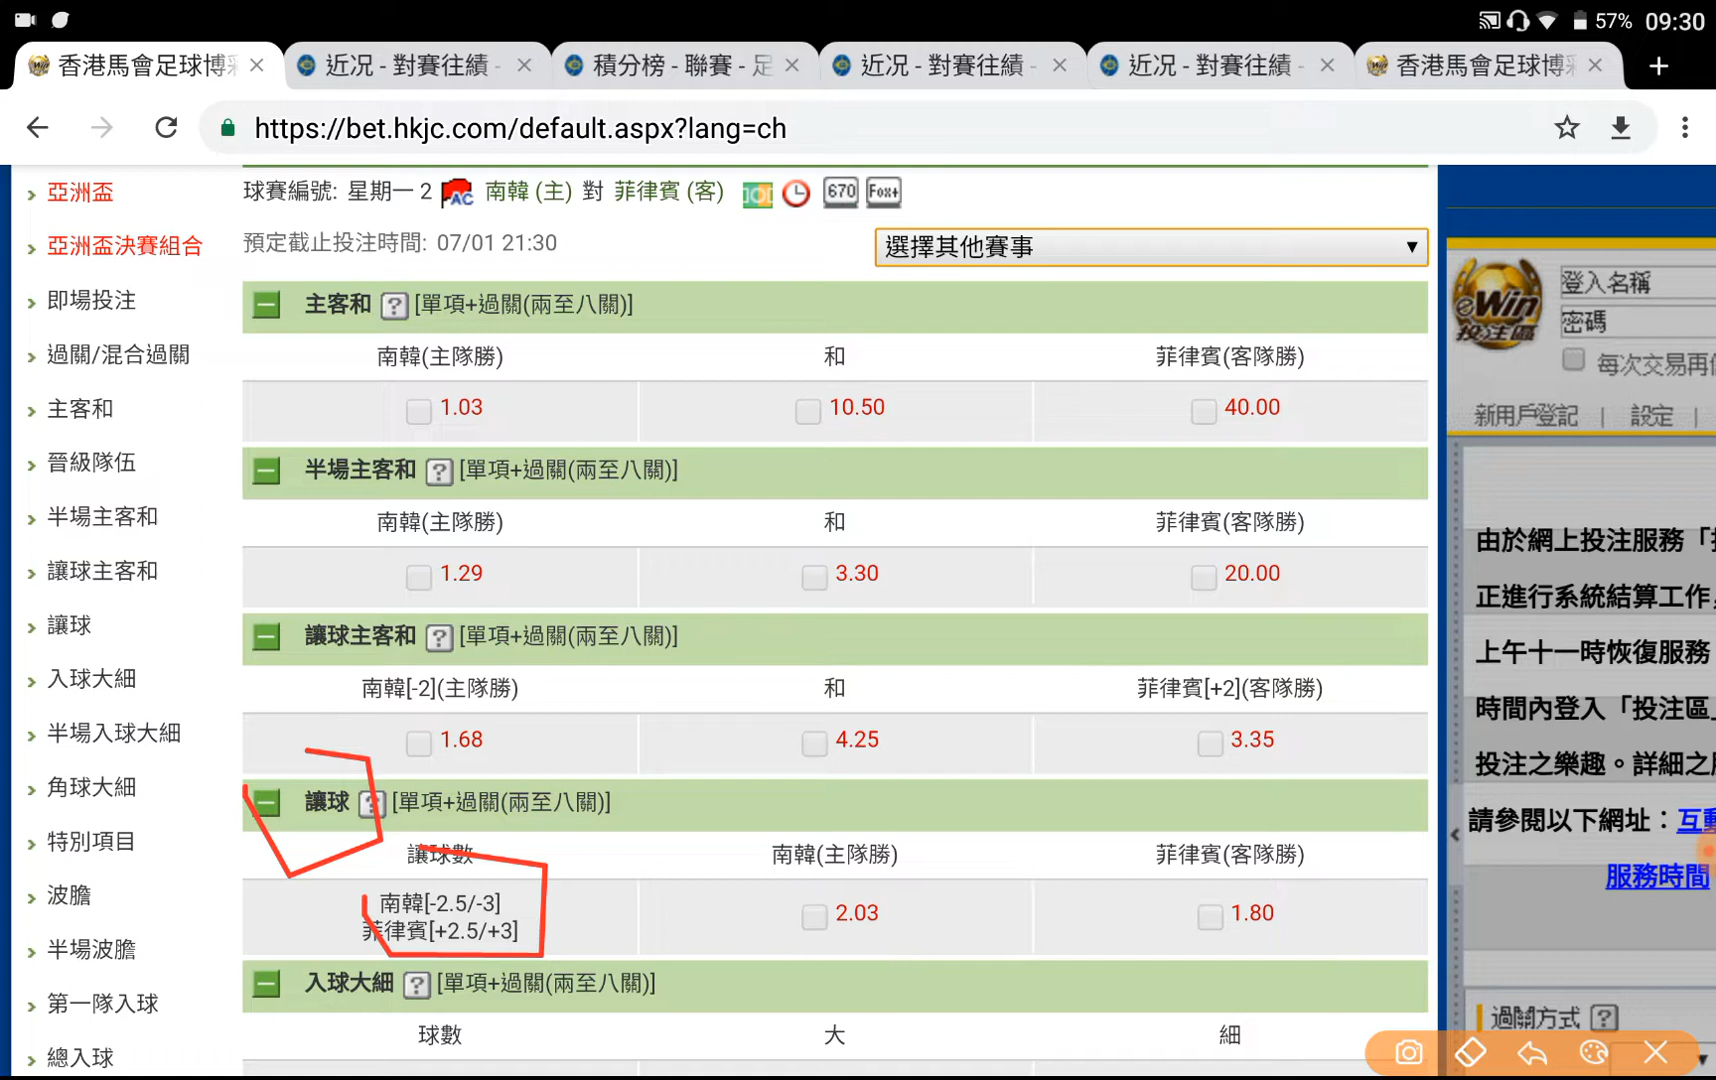 57% 09:30
香港馬會足球博彩
近況 - 對賽往績 -
積分榜 - 聯賽 - 足
近況 - 對賽往績 -
近況 - 對賽往績 -
香港馬會足球博彩
https://bet.hkjc.com/default.aspx?lang=ch
亞洲盃
亞洲盃決賽組合
即場投注
過關/混合過關
主客和
晉級隊伍
半場主客和
讓球主客和
讓球
入球大細
半場入球大細
角球大細
特別項目
波膽
半場波膽
第一隊入球
總入球
球賽編號: 星期一 2 AC 南韓 (主) 對 菲律賓 (客) 670 Fox+
預定截止投注時間: 07/01 21:30
選擇其他賽事
主客和 ? [單項+過關(兩至八關)]
南韓(主隊勝) 和 菲律賓(客隊勝)
1.03 10.50 40.00
半場主客和 ? [單項+過關(兩至八關)]
南韓(主隊勝) 和 菲律賓(客隊勝)
1.29 3.30 20.00
讓球主客和 ? [單項+過關(兩至八關)]
南韓[-2](主隊勝) 和 菲律賓[+2](客隊勝)
1.68 4.25 3.35
讓球 ? [單項+過關(兩至八關)]
讓球數 南韓(主隊勝) 菲律賓(客隊勝)
南韓[-2.5/-3]
菲律賓[+2.5/+3]
2.03 1.80
入球大細 ? [單項+過關(兩至八關)]
球數 大 細
eWin
投注區
登入名稱
密碼
每次交易再
新用戶登記 | 設定 |
由於網上投注服務「
正進行系統結算工作
上午十一時恢復服務
時間內登入「投注區
投注之樂趣。詳細之
請參閱以下網址：互動
服務時間
過關方式 ?